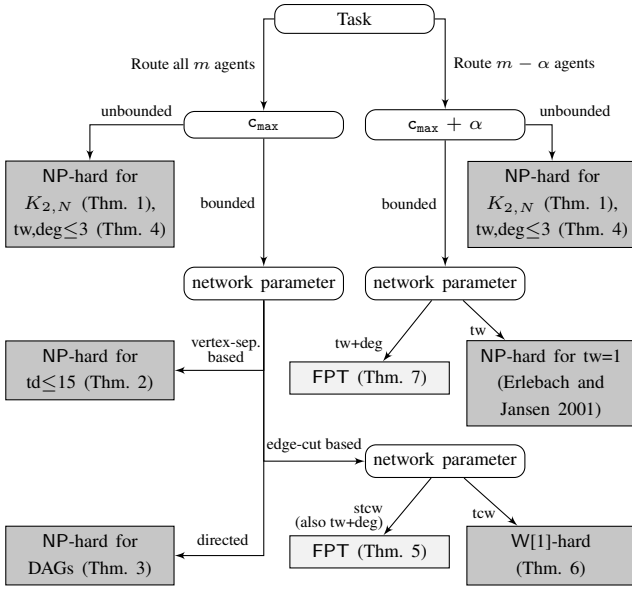 Task
Route all m agents
Route m − α agents
unbounded
c_max
c_max + α
unbounded
NP-hard for
K_{2,N} (Thm. 1),
tw,deg≤3 (Thm. 4)
bounded
bounded
NP-hard for
K_{2,N} (Thm. 1),
tw,deg≤3 (Thm. 4)
network parameter
network parameter
vertex-sep.
based
tw+deg
tw
NP-hard for
td≤15 (Thm. 2)
FPT (Thm. 7)
NP-hard for tw=1
(Erlebach and
Jansen 2001)
edge-cut based
network parameter
stcw
(also tw+deg)
tcw
NP-hard for
DAGs (Thm. 3)
directed
FPT (Thm. 5)
W[1]-hard
(Thm. 6)